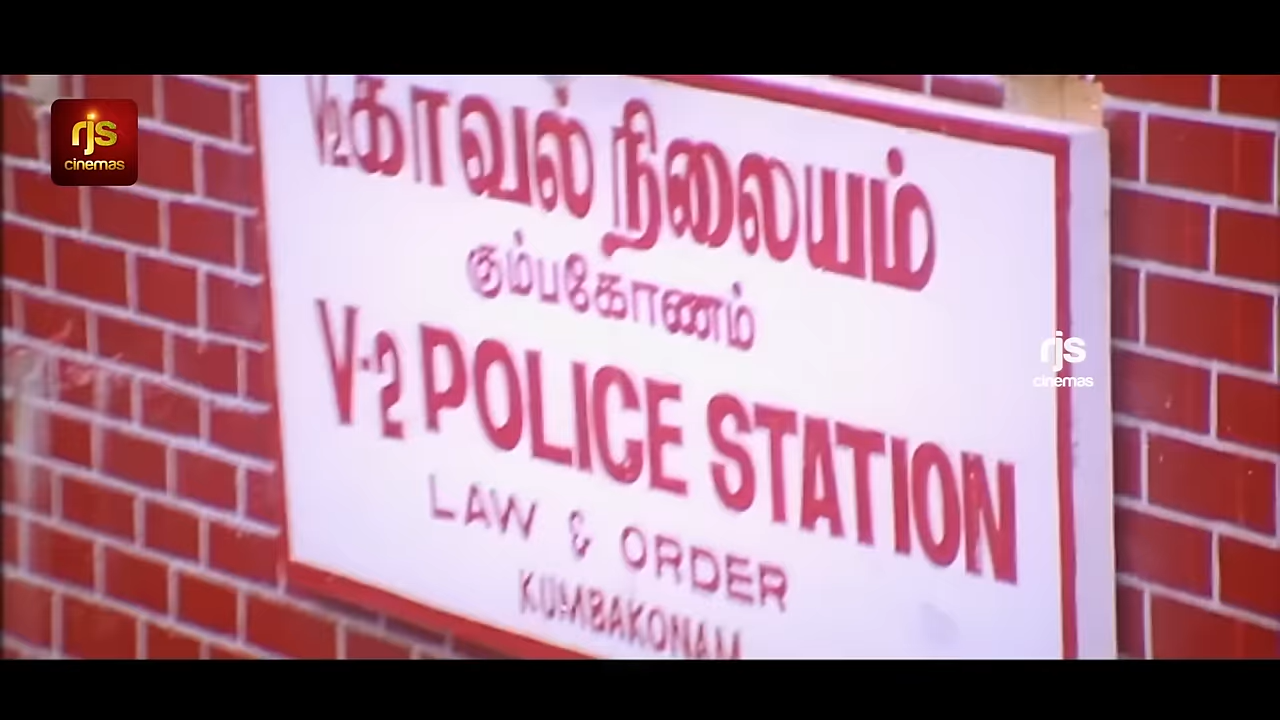 rjs
cinemas
V2 காவல் நிலையம்
கும்பகோணம்
V-2 POLICE STATION
LAW & ORDER
KUMBAKONAM
rjs
cinemas